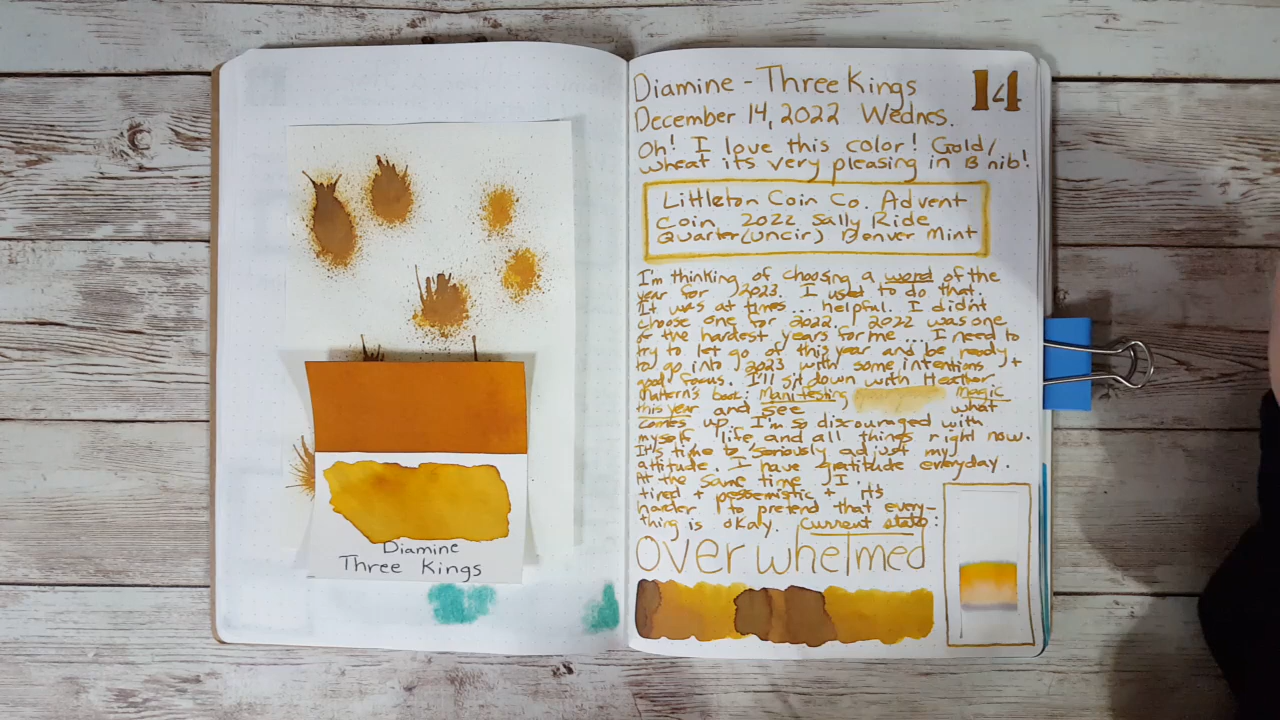 Diamine
Three Kings
Diamine - Three Kings
14
December 14, 2022 Wednes.
Oh! I love this color! Gold/
wheat its very pleasing in B nib!
Littleton Coin Co. Advent
Coin 2022 Sally Ride
Quarter (uncir) Denver Mint
I'm thinking of choosing a word of the
year for 2023. I used to do that.
It was at times... helpful. I didn't
choose one for 2022. 2022 was one
of the hardest years for me... I need to
try to let go of this year and be ready
to go into 2023 with some intentions +
good focus. I'll sit down with Heather
book: Manifesting Magic
this year and see what
comes up. I'm so discouraged with
myself, life, and all things right now.
It's time to seriously adjust my
attitude. I have gratitude everyday.
At the same time I.
tired + pessemistic + it's
harder to pretend that every-
thing is okay. Current state:
overwhelmed